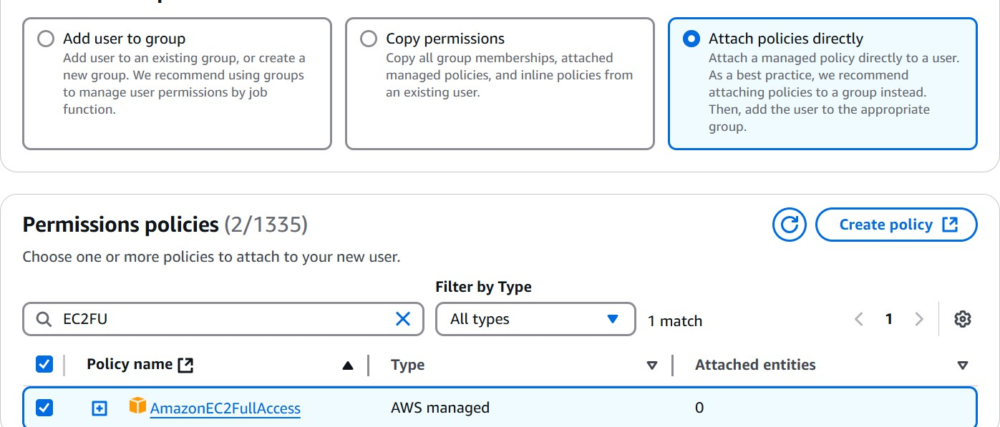 Add user to group
Add user to an existing group, or create a
new group. We recommend using groups
to manage user permissions by job
function.
Copy permissions
Copy all group memberships, attached
managed policies, and inline policies from
an existing user.
Attach policies directly
Attach a managed policy directly to a user.
As a best practice, we recommend
attaching policies to a group instead.
Then, add the user to the appropriate
group.
Permissions policies (2/1335)
Create policy
Choose one or more policies to attach to your new user.
Filter by Type
EC2FU
All types
1 match
1
Policy name
Type
Attached entities
AmazonEC2FullAccess
AWS managed
0